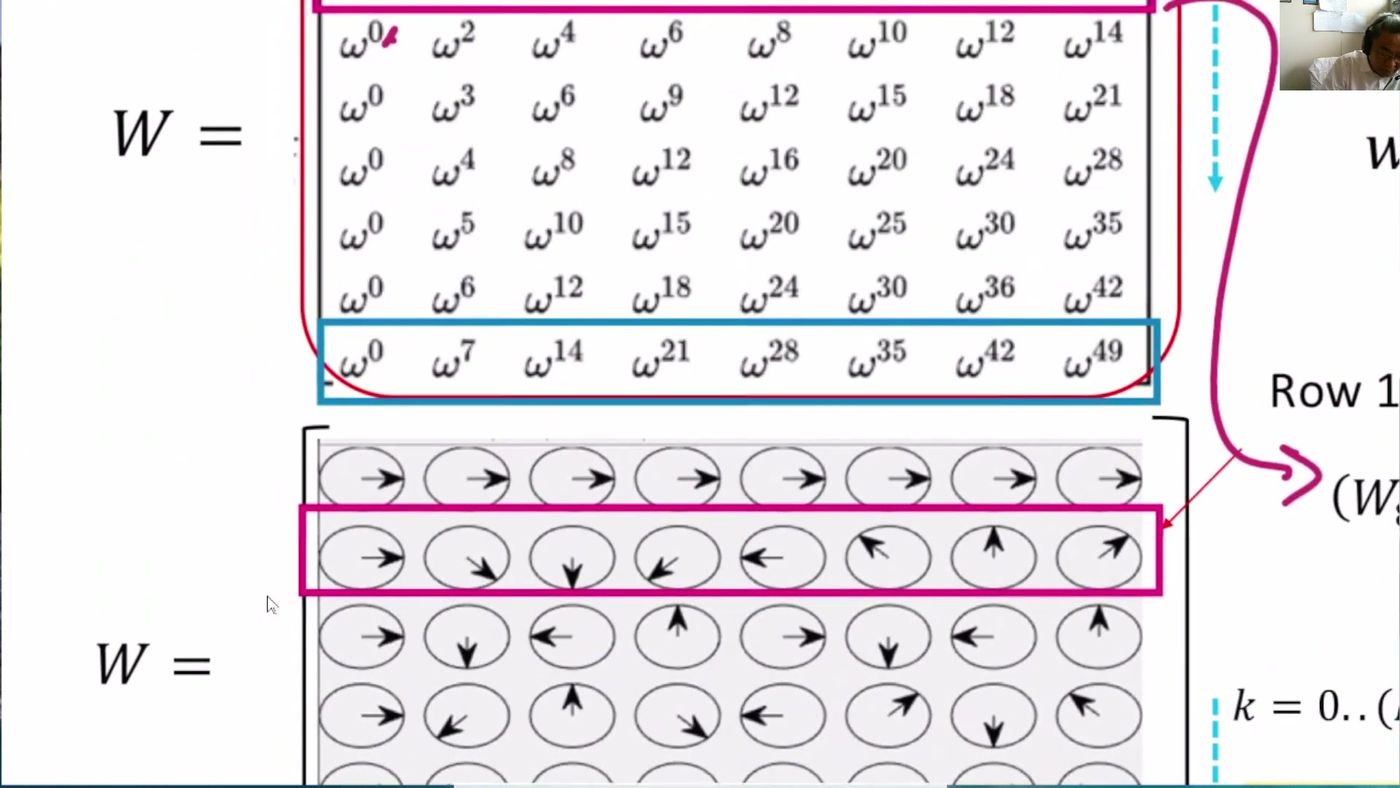 ω⁰ ω² ω⁴ ω⁶ ω⁸ ω¹⁰ ω¹² ω¹⁴
ω⁰ ω³ ω⁶ ω⁹ ω¹² ω¹⁵ ω¹⁸ ω²¹
W =
ω⁰ ω⁴ ω⁸ ω¹² ω¹⁶ ω²⁰ ω²⁴ ω²⁸
ω⁰ ω⁵ ω¹⁰ ω¹⁵ ω²⁰ ω²⁵ ω³⁰ ω³⁵
ω⁰ ω⁶ ω¹² ω¹⁸ ω²⁴ ω³⁰ ω³⁶ ω⁴²
ω⁰ ω⁷ ω¹⁴ ω²¹ ω²⁸ ω³⁵ ω⁴² ω⁴⁹
Row 1
(W
W =
k = 0..(